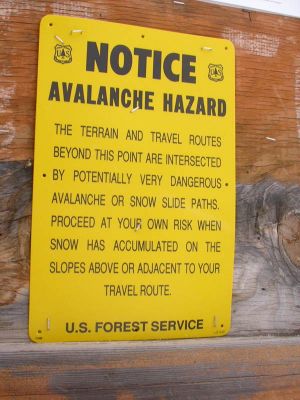 NOTICE
AVALANCHE HAZARD
THE TERRAIN AND TRAVEL ROUTES
BEYOND THIS POINT ARE INTERSECTED
BY POTENTIALLY VERY DANGEROUS
AVALANCHE OR SNOW SLIDE PATHS.
PROCEED AT YOUR OWN RISK WHEN
SNOW HAS ACCUMULATED ON THE
SLOPES ABOVE OR ADJACENT TO YOUR
TRAVEL ROUTE.
U.S. FOREST SERVICE